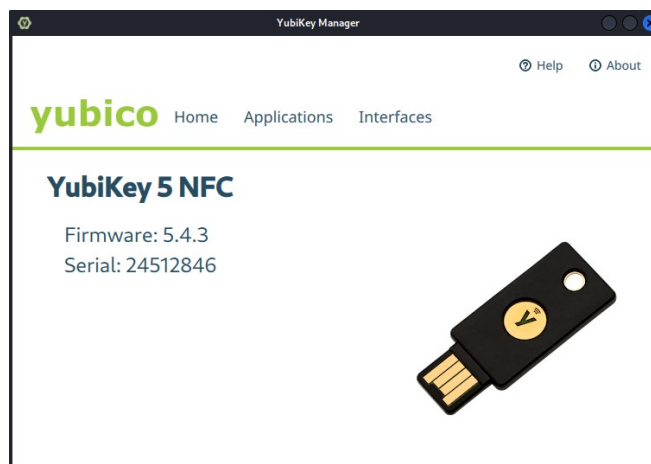 YubiKey Manager
Help About
yubico Home Applications Interfaces
YubiKey 5 NFC
Firmware: 5.4.3
Serial: 24512846